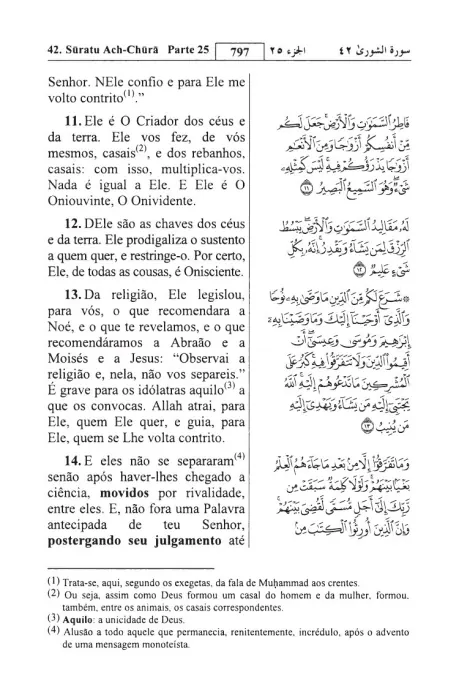 42. Sūratu Ach-Chūrā Parte 25 797 الجزء ٢٥ سورة الشورى ٤٢
Senhor. NEle confio e para Ele me
volto contrito(1).”
11. Ele é O Criador dos céus e
da terra. Ele vos fez, de vós
mesmos, casais(2), e dos rebanhos,
casais: com isso, multiplica-vos.
Nada é igual a Ele. E Ele é O
Oniouvinte, O Onividente.
12. DEle são as chaves dos céus
e da terra. Ele prodigaliza o sustento
a quem quer, e restringe-o. Por certo,
Ele, de todas as cousas, é Onisciente.
13. Da religião, Ele legislou,
para vós, o que recomendara a
Noé, e o que te revelamos, e o que
recomendáramos a Abraão e a
Moisés e a Jesus: “Observai a
religião e, nela, não vos separeis.”
É grave para os idólatras aquilo(3) a
que os convocas. Allah atrai, para
Ele, quem Ele quer, e guia, para
Ele, quem se Lhe volta contrito.
14. E eles não se separaram(4)
senão após haver-lhes chegado a
ciência, movidos por rivalidade,
entre eles. E, não fora uma Palavra
antecipada de teu Senhor,
postergando seu julgamento até
فَاطِرُ ٱلسَّمَٰوَٰتِ وَٱلْأَرْضِ جَعَلَ لَكُم
مِّنْ أَنفُسِكُمْ أَزْوَٰجًا وَمِنَ ٱلْأَنْعَٰمِ
أَزْوَٰجًا يَذْرَؤُكُمْ فِيهِ لَيْسَ كَمِثْلِهِۦ
شَىْءٌ وَهُوَ ٱلسَّمِيعُ ٱلْبَصِيرُ ١١
لَهُۥ مَقَالِيدُ ٱلسَّمَٰوَٰتِ وَٱلْأَرْضِ يَبْسُطُ
ٱلرِّزْقَ لِمَن يَشَآءُ وَيَقْدِرُ إِنَّهُۥ بِكُلِّ
شَىْءٍ عَلِيمٌ ١٢
۞ شَرَعَ لَكُم مِّنَ ٱلدِّينِ مَا وَصَّىٰ بِهِۦ نُوحًا
وَٱلَّذِىٓ أَوْحَيْنَآ إِلَيْكَ وَمَا وَصَّيْنَا بِهِۦٓ
إِبْرَٰهِيمَ وَمُوسَىٰ وَعِيسَىٰٓ أَنْ
أَقِيمُوا۟ ٱلدِّينَ وَلَا تَتَفَرَّقُوا۟ فِيهِ كَبُرَ عَلَى
ٱلْمُشْرِكِينَ مَا تَدْعُوهُمْ إِلَيْهِ ٱللَّهُ
يَجْتَبِىٓ إِلَيْهِ مَن يَشَآءُ وَيَهْدِىٓ إِلَيْهِ
مَن يُنِيبُ ١٣
وَمَا تَفَرَّقُوٓا۟ إِلَّا مِنۢ بَعْدِ مَا جَآءَهُمُ ٱلْعِلْمُ
بَغْيًۢا بَيْنَهُمْ وَلَوْلَا كَلِمَةٌ سَبَقَتْ مِن
رَّبِّكَ إِلَىٰٓ أَجَلٍ مُّسَمًّى لَّقُضِىَ بَيْنَهُمْ
وَإِنَّ ٱلَّذِينَ أُورِثُوا۟ ٱلْكِتَٰبَ مِنۢ
(1) Trata-se, aqui, segundo os exegetas, da fala de Muḥammad aos crentes.
(2) Ou seja, assim como Deus formou um casal do homem e da mulher, formou,
também, entre os animais, os casais correspondentes.
(3) Aquilo: a unicidade de Deus.
(4) Alusão a todo aquele que permanecia, renitentemente, incrédulo, após o advento
de uma mensagem monoteísta.